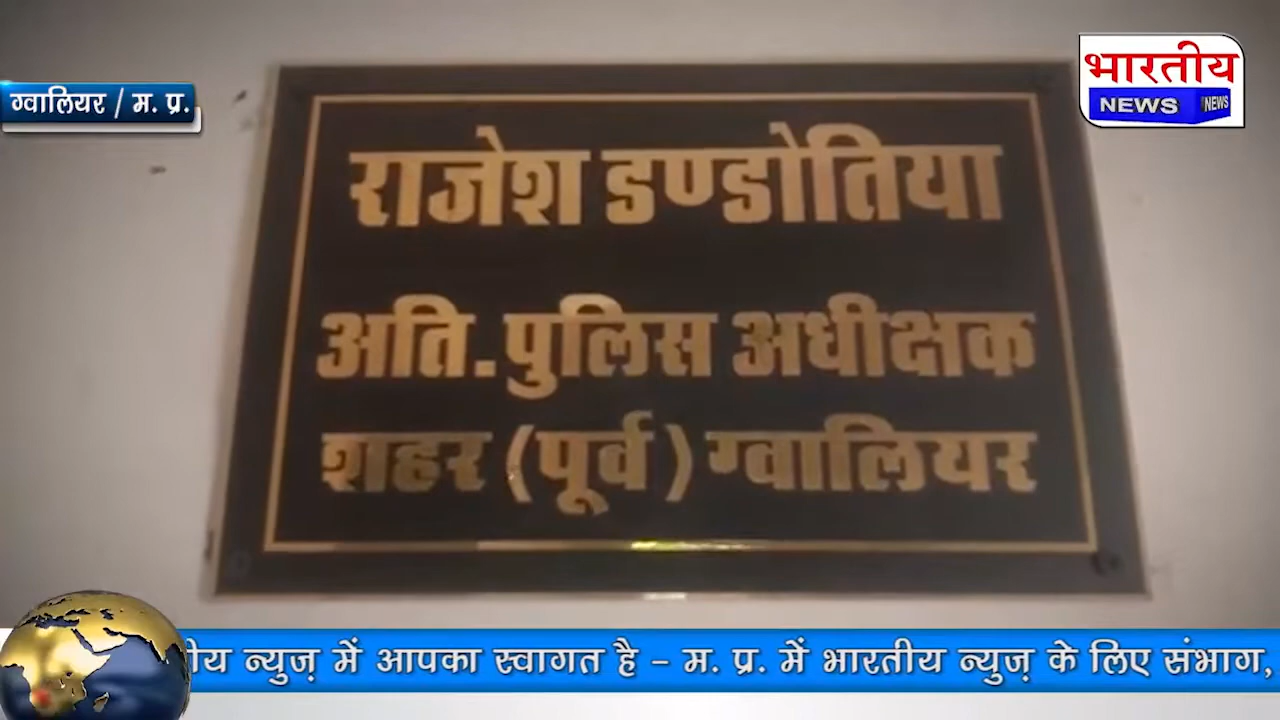 ग्वालियर / म. प्र.
भारतीय
NEWS
NEWS
राजेश डण्डोतिया
अति. पुलिस अधीक्षक
शहर (पूर्व) ग्वालियर
तीय न्युज़ में आपका स्वागत है - म. प्र. में भारतीय न्युज़ के लिए संभाग,